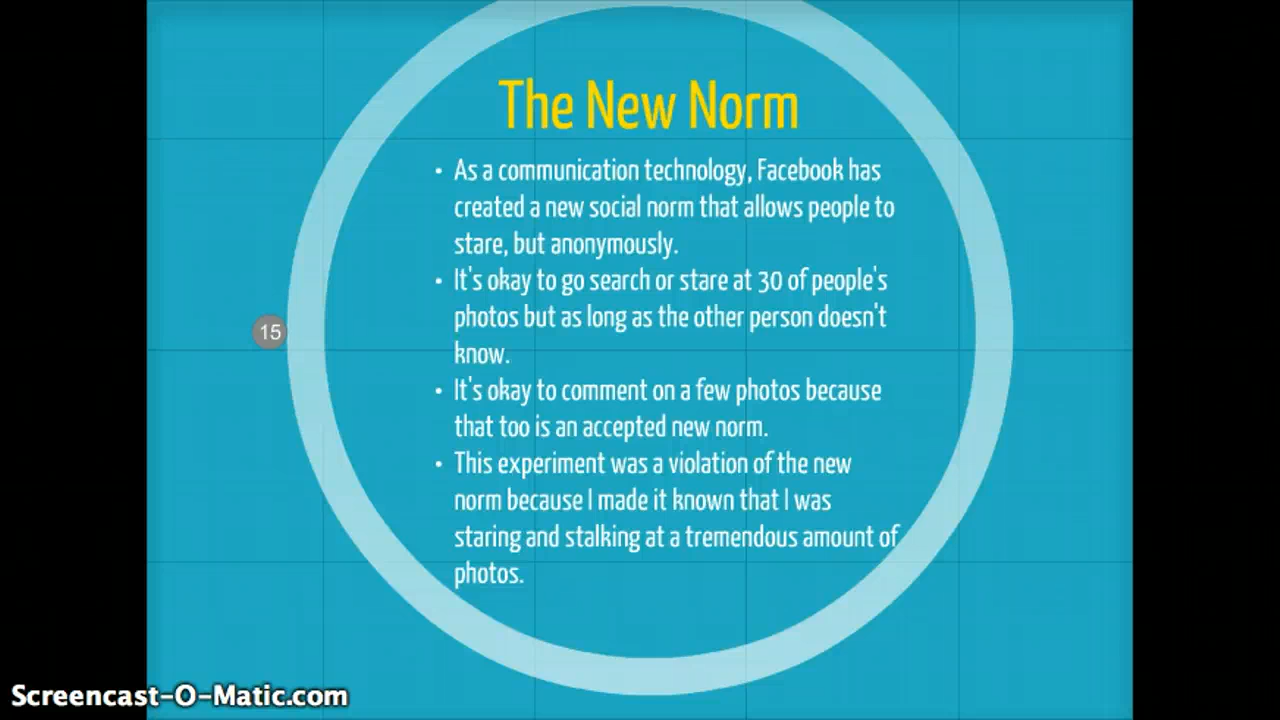 The New Norm
• As a communication technology, Facebook has
created a new social norm that allows people to
stare, but anonymously.
• It's okay to go search or stare at 30 of people's
photos but as long as the other person doesn't
know.
• It's okay to comment on a few photos because
that too is an accepted new norm.
• This experiment was a violation of the new
norm because I made it known that I was
staring and stalking at a tremendous amount of
photos.
15
Screencast-O-Matic.com